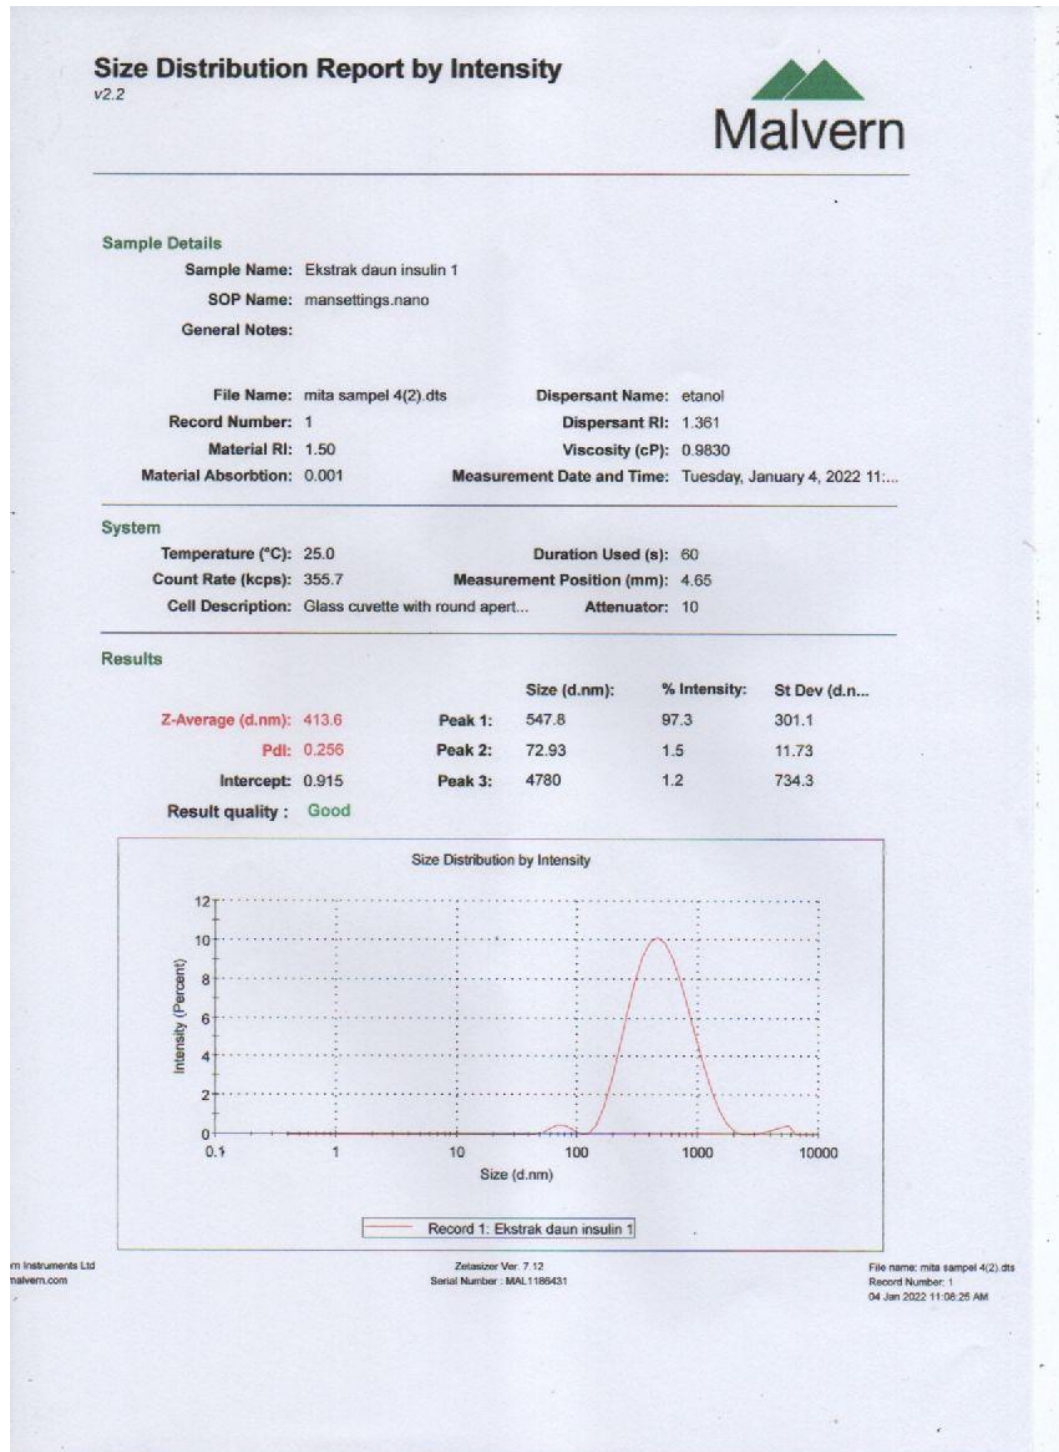 Size Distribution Report by Intensity
v2.2
Malvern
Sample Details
Sample Name: Ekstrak daun insulin 1
SOP Name: mansettings.nano
General Notes:
File Name: mita sampel 4(2).dts Dispersant Name: etanol
Record Number: 1 Dispersant RI: 1.361
Material RI: 1.50 Viscosity (cP): 0.9830
Material Absorbtion: 0.001 Measurement Date and Time: Tuesday, January 4, 2022 11:...
System
Temperature (°C): 25.0 Duration Used (s): 60
Count Rate (kcps): 355.7 Measurement Position (mm): 4.65
Cell Description: Glass cuvette with round apert... Attenuator: 10
Results
Size (d.nm): % Intensity: St Dev (d.n...
Z-Average (d.nm): 413.6 Peak 1: 547.8 97.3 301.1
PdI: 0.256 Peak 2: 72.93 1.5 11.73
Intercept: 0.915 Peak 3: 4780 1.2 734.3
Result quality : Good
Size Distribution by Intensity
Intensity (Percent)
12
10
8
6
4
2
0
0.1 1 10 100 1000 10000
Size (d.nm)
Record 1: Ekstrak daun insulin 1
rn Instruments Ltd
malvern.com
Zetasizer Ver. 7.12
Serial Number : MAL1186431
File name: mita sampel 4(2).dts
Record Number: 1
04 Jan 2022 11:08:25 AM